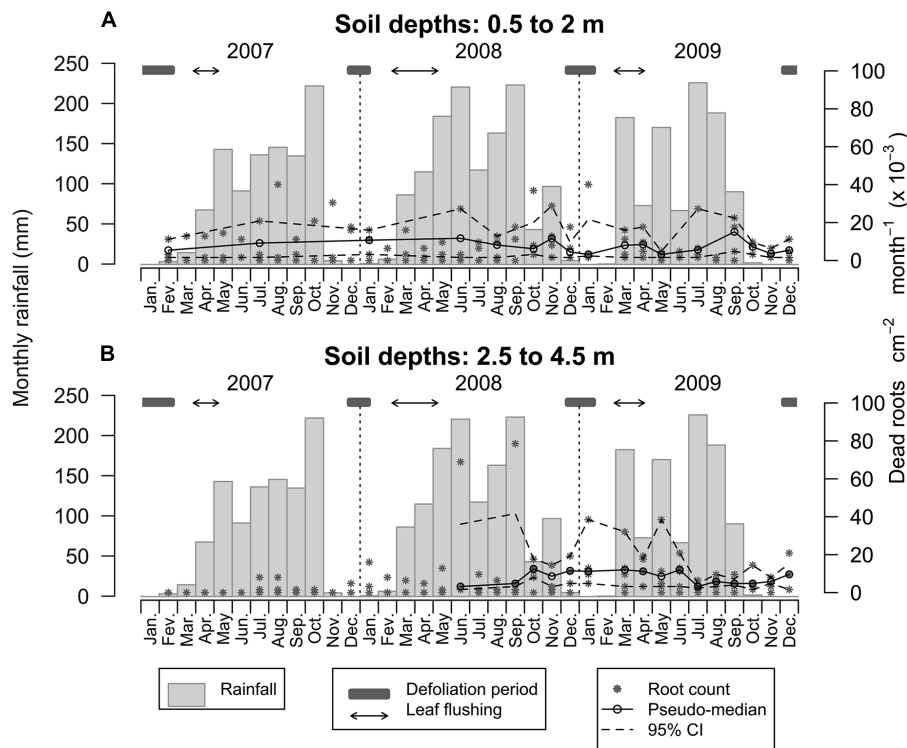 A
Soil depths: 0.5 to 2 m
2007 2008 2009
250
200
150
100
50
0
100
80
60
40
20
0
Jan. Fev. Mar. Apr. May Jun. Jul. Aug. Sep. Oct. Nov. Dec. Jan. Feb. Mar. Apr. May. Jun. Jul. Aug. Sep. Oct. Nov. Dec. Jan. Fev. Mar. Apr. May Jun. Jul. Aug. Sep. Oct. Nov. Dec.
Monthly rainfall (mm)
Dead roots cm−2 month−1 (x 10−3)
B
Soil depths: 2.5 to 4.5 m
2007 2008 2009
250
200
150
100
50
0
100
80
60
40
20
0
Jan. Fev. Mar. Apr. May Jun. Jul. Aug. Sep. Oct. Nov. Dec. Jan. Feb. Mar. Apr. May. Jun. Jul. Aug. Sep. Oct. Nov. Dec. Jan. Fev. Mar. Apr. May Jun. Jul. Aug. Sep. Oct. Nov. Dec.
Rainfall
Defoliation period
Leaf flushing
Root count
Pseudo-median
95% CI